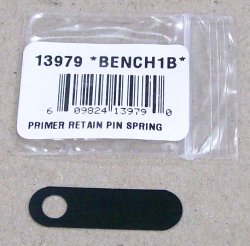 13979 *BENCH1B*
6 09824 13979 0
PRIMER RETAIN PIN SPRING